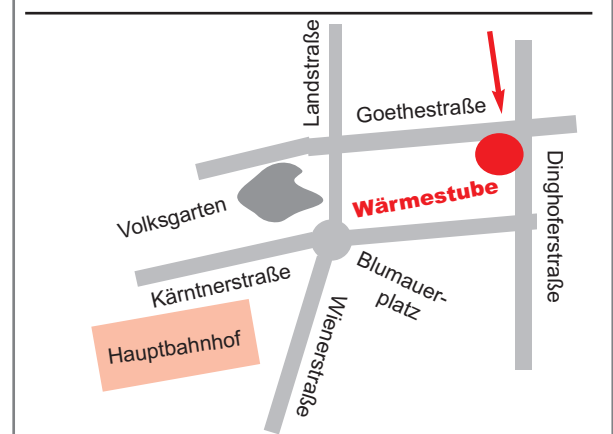 Landstraße
Goethestraße
Dinghoferstraße
Volksgarten
Wärmestube
Kärntnerstraße
Blumauer-
platz
Wienerstraße
Hauptbahnhof